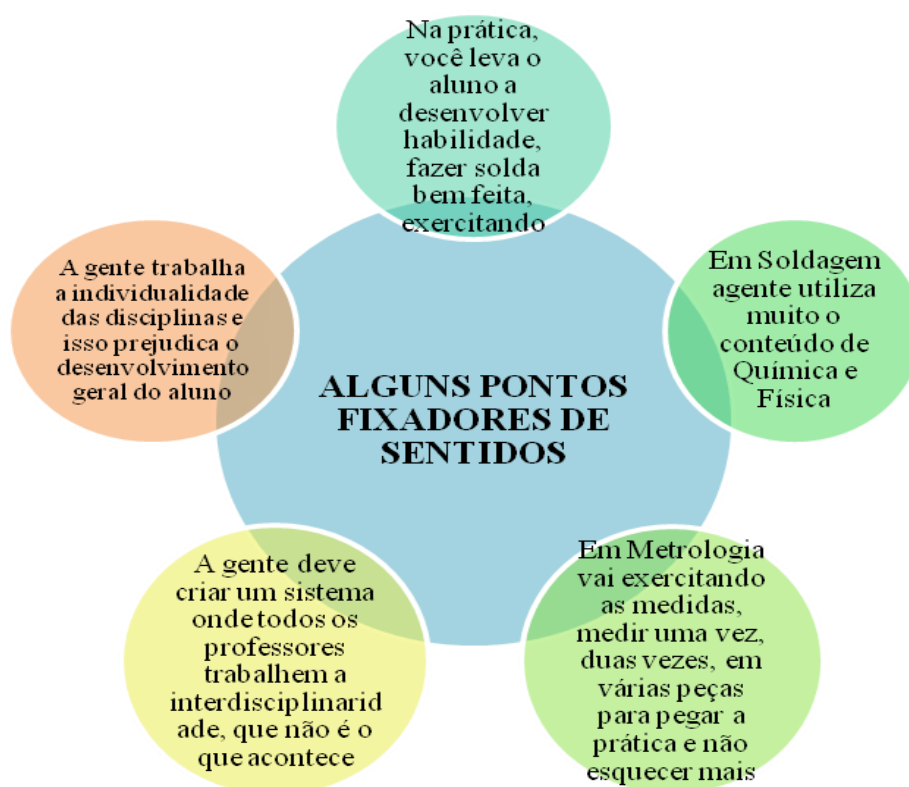 Na prática,
você leva o
aluno a
desenvolver
habilidade,
fazer solda
bem feita,
exercitando
Em Soldagem
agente utiliza
muito o
conteúdo de
Química e
Física
Em Metrologia
vai exercitando
as medidas,
medir uma vez,
duas vezes, em
várias peças
para pegar a
prática e não
esquecer mais
A gente deve
criar um sistema
onde todos os
professores
trabalhem a
interdisciplinarid
ade, que não é o
que acontece
A gente trabalha
a individualidade
das disciplinas e
isso prejudica o
desenvolvimento
geral do aluno
ALGUNS PONTOS
FIXADORES DE
SENTIDOS